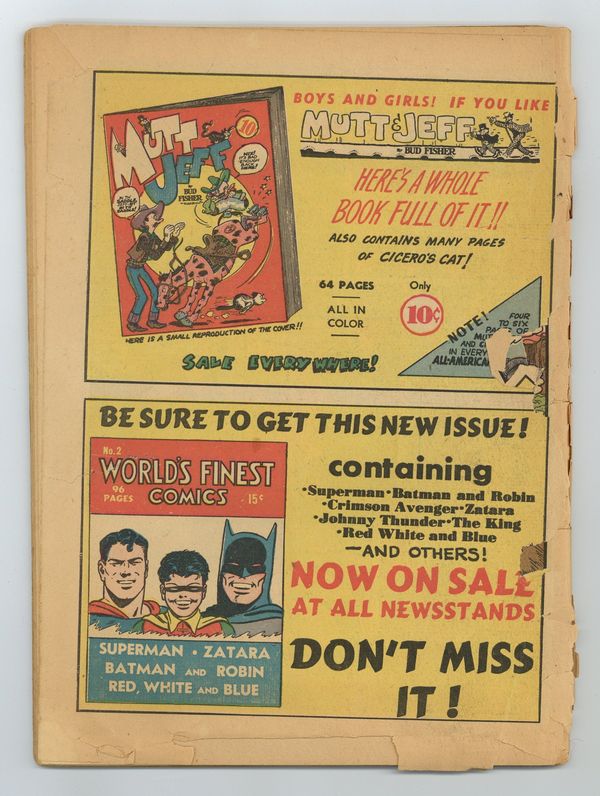 BOYS AND GIRLS! IF YOU LIKE
MUTT & JEFF
BY BUD FISHER
MUTT
AND
JEFF
10¢
BY
BUD
FISHER
HERE'S A WHOLE
BOOK FULL OF IT!!
ALSO CONTAINS MANY PAGES
OF CICERO'S CAT!
64 PAGES
ALL IN
COLOR
Only
10¢
HERE IS A SMALL REPRODUCTION OF THE COVER!!
SALE EVERYWHERE!
NOTE!
FOUR
TO SIX
OF
AND
IN EVERY
ALL-AMERICA
BE SURE TO GET THIS NEW ISSUE!
No. 2
WORLD'S FINEST
96
PAGES
COMICS
15¢
SUPERMAN • ZATARA
BATMAN AND ROBIN
RED, WHITE AND BLUE
containing
•Superman•Batman and Robin
•Crimson Avenger•Zatara
•Johnny Thunder•The King
•Red White and Blue
—AND OTHERS!
NOW ON SALE
AT ALL NEWSSTANDS
DON'T MISS
IT!